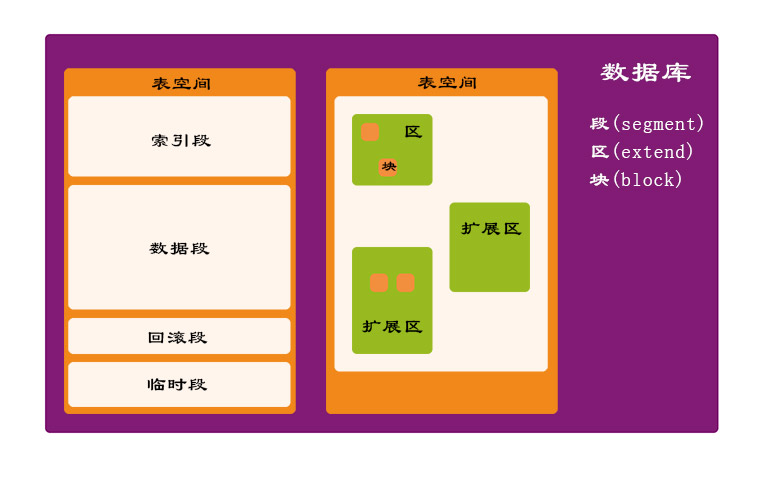 表空间
索引段
数据段
回滚段
临时段
表空间
区
块
扩展区
扩展区
数据库
段(segment)
区(extend)
块(block)